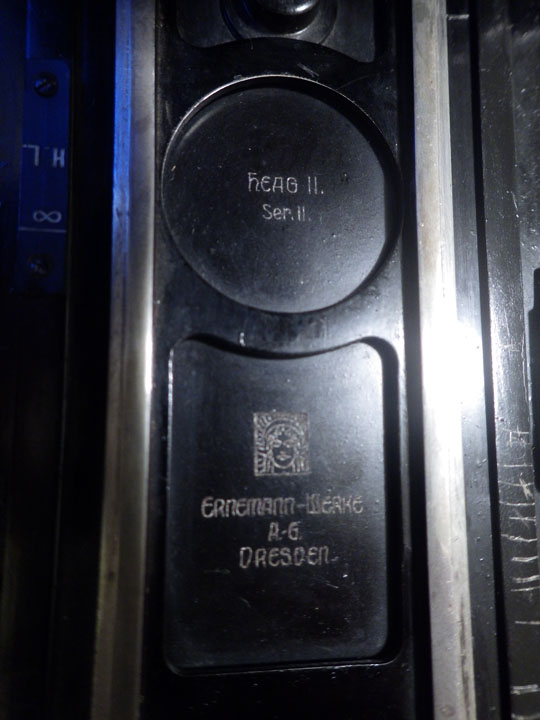 HEAG II.
Ser. II.
ERNEMANN-WERKE
A-G.
DRESDEN.
∞